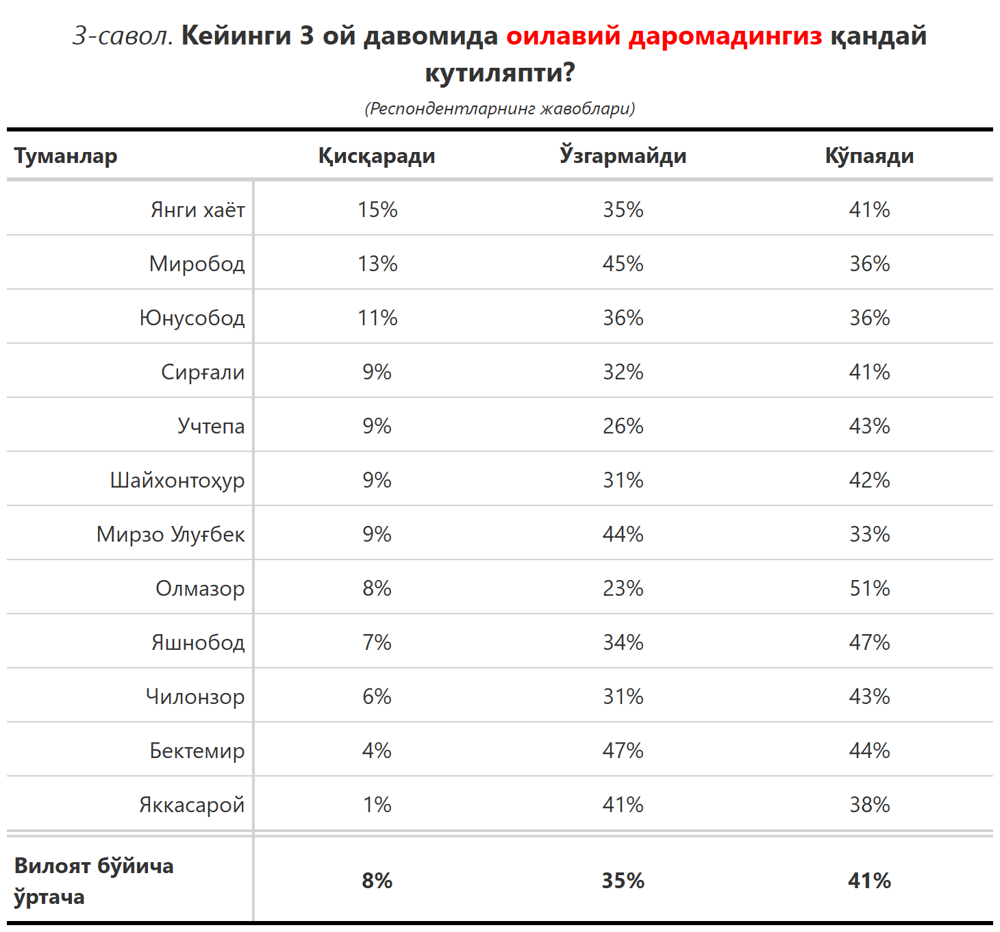 3-савол. Кейинги 3 ой давомида оилавий даромадингиз қандай
кутиляпти?
(Респондентларнинг жавоблари)
Туманлар Қисқаради Ўзгармайди Кўпаяди
Янги хаёт 15% 35% 41%
Миробод 13% 45% 36%
Юнусобод 11% 36% 36%
Сирғали 9% 32% 41%
Учтепа 9% 26% 43%
Шайхонтоҳур 9% 31% 42%
Мирзо Улуғбек 9% 44% 33%
Олмазор 8% 23% 51%
Яшнобод 7% 34% 47%
Чилонзор 6% 31% 43%
Бектемир 4% 47% 44%
Яккасарой 1% 41% 38%
Вилоят бўйича
ўртача 8% 35% 41%